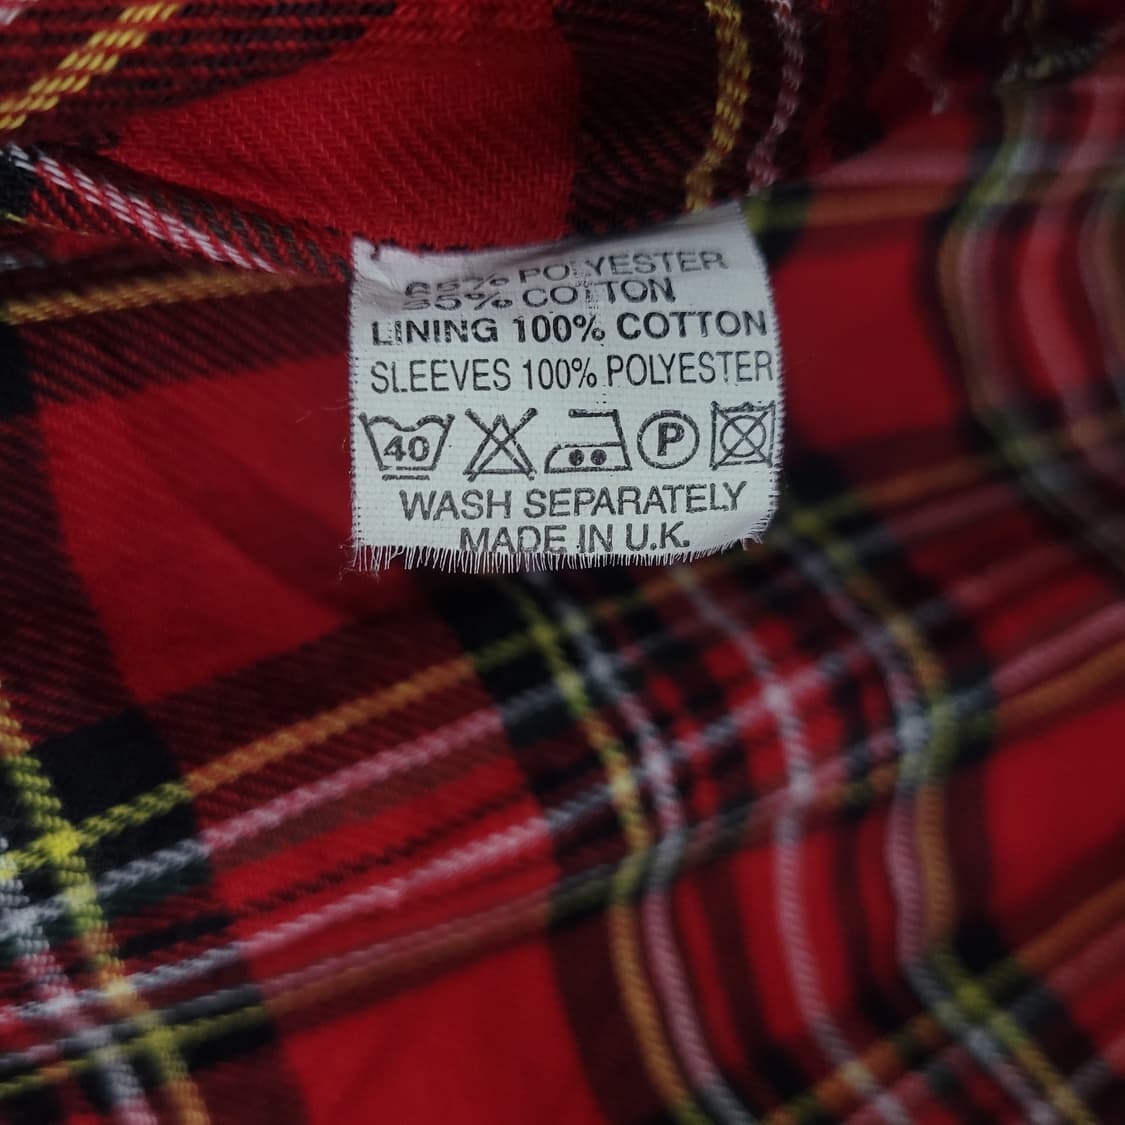 65% POLYESTER
35% COTTON
LINING 100% COTTON
SLEEVES 100% POLYESTER
40 P
WASH SEPARATELY
MADE IN U.K.